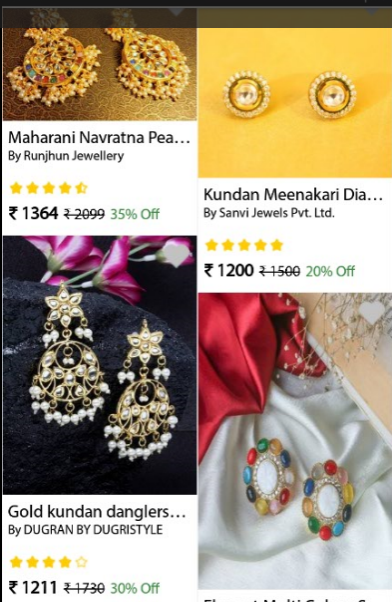 Maharani Navratna Pea...
By Runjhun Jewellery
₹ 1364 ₹ 2099 35% Off
Kundan Meenakari Dia...
By Sanvi Jewels Pvt. Ltd.
₹ 1200 ₹ 1500 20% Off
Gold kundan danglers...
By DUGRAN BY DUGRISTYLE
₹ 1211 ₹ 1730 30% Off